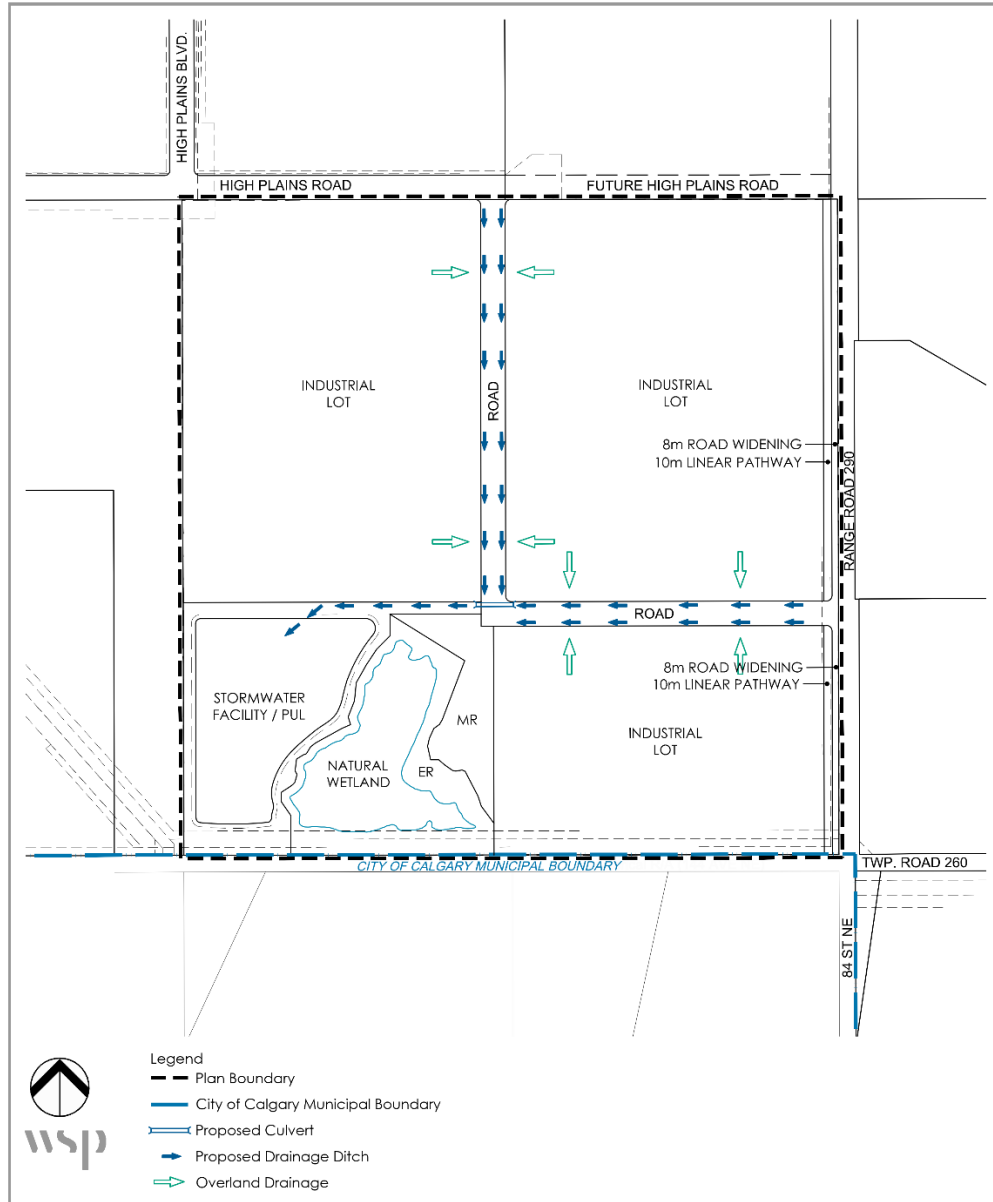 HIGH PLAINS BLVD.
HIGH PLAINS ROAD
FUTURE HIGH PLAINS ROAD
INDUSTRIAL
LOT
ROAD
INDUSTRIAL
LOT
8m ROAD WIDENING
10m LINEAR PATHWAY
RANGE ROAD 290
ROAD
8m ROAD WIDENING
10m LINEAR PATHWAY
STORMWATER
FACILITY / PUL
MR
INDUSTRIAL
LOT
NATURAL
WETLAND
ER
CITY OF CALGARY MUNICIPAL BOUNDARY
TWP. ROAD 260
84 ST NE
Legend
Plan Boundary
City of Calgary Municipal Boundary
Proposed Culvert
Proposed Drainage Ditch
Overland Drainage
wsp